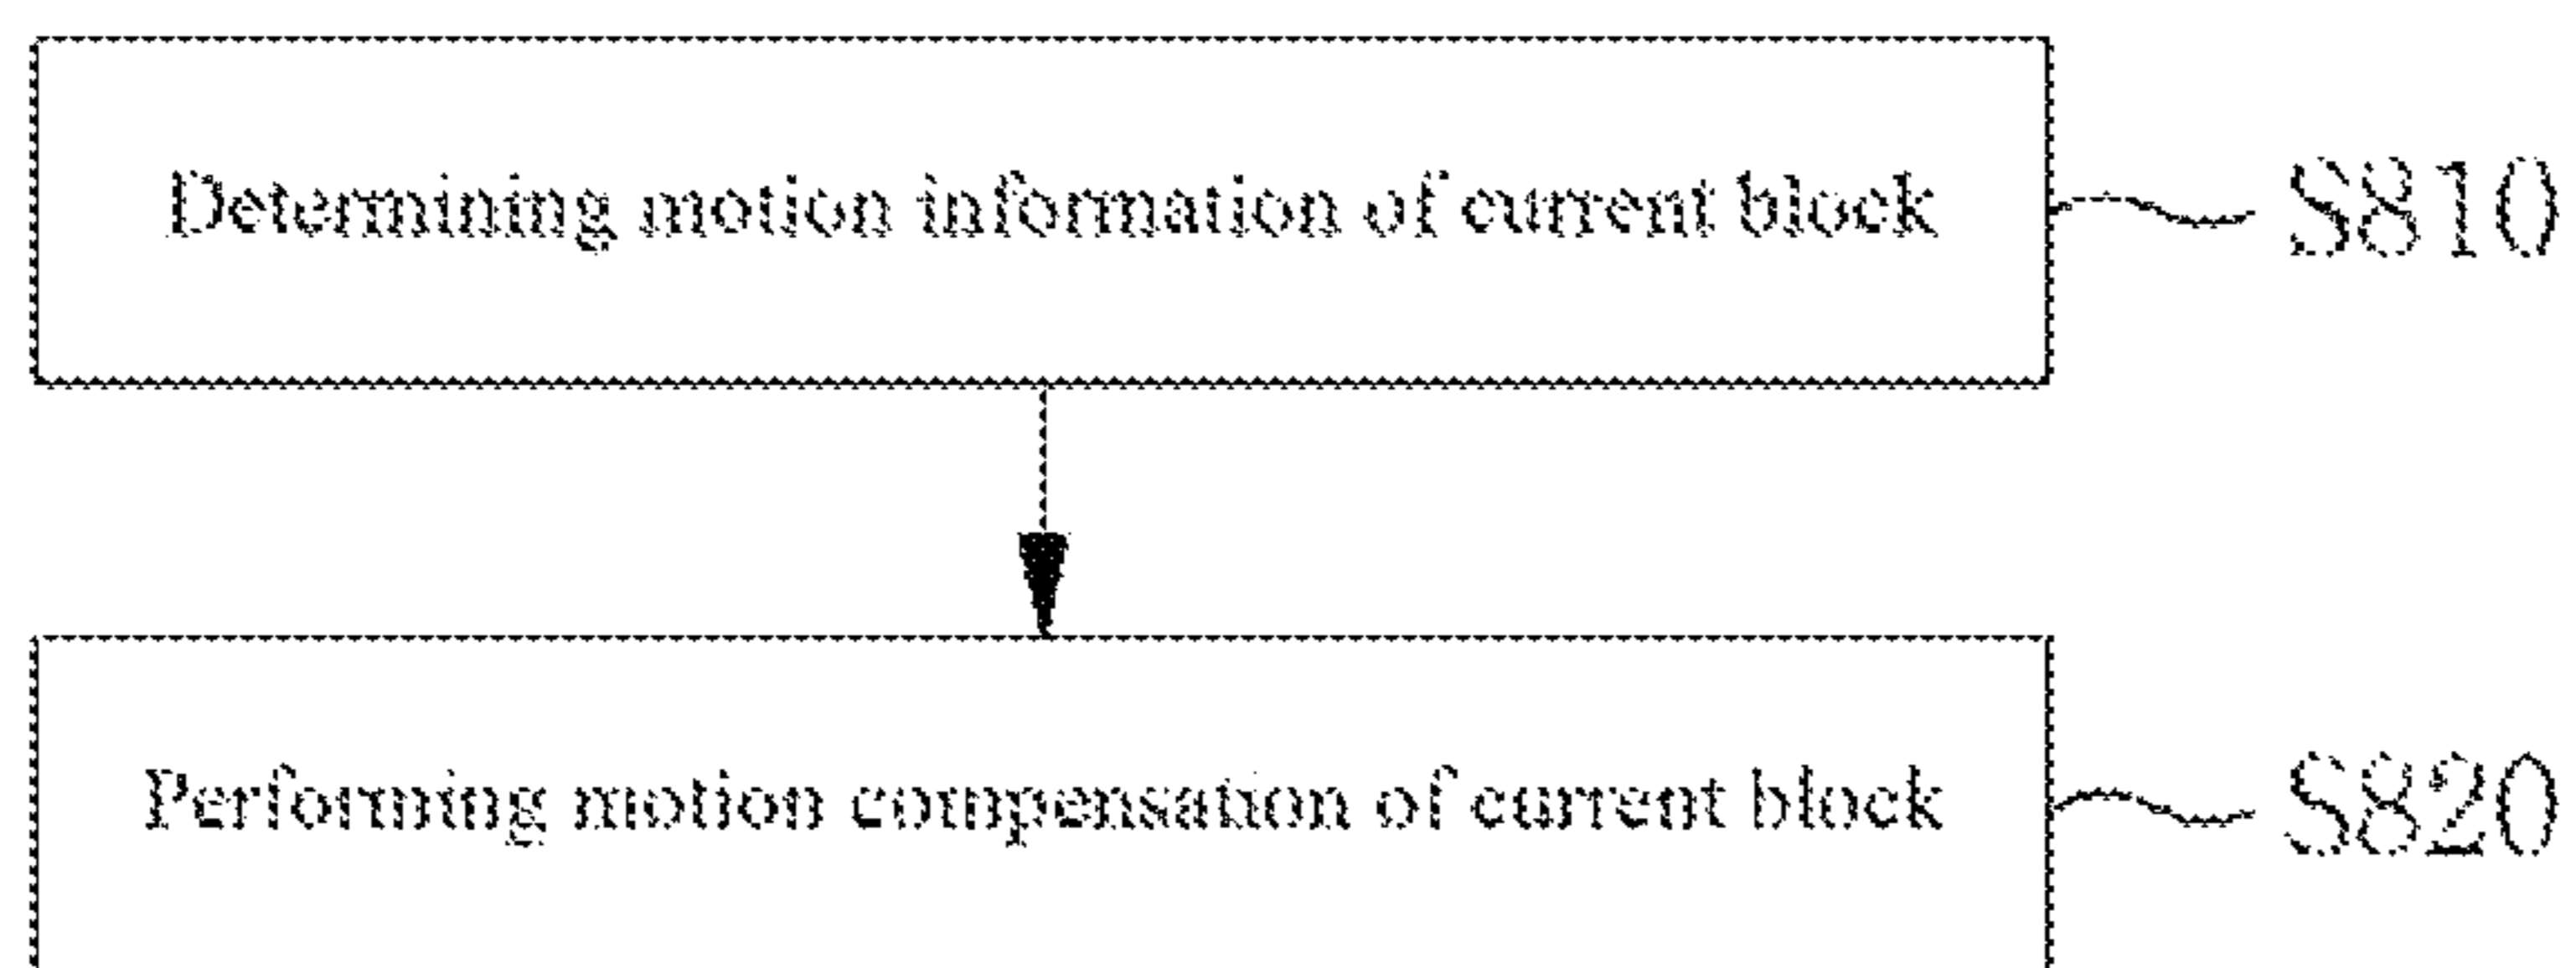 Determining motion information of current block S810
Performing motion compensation of current block S820